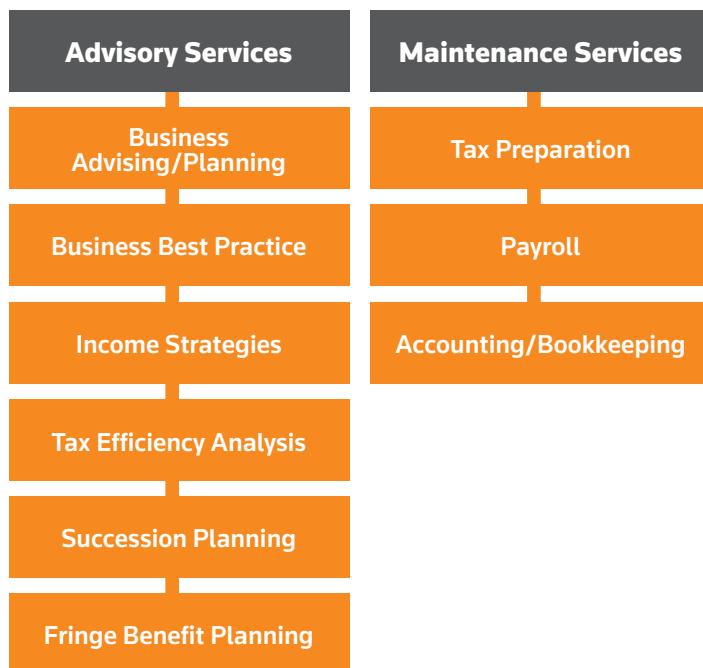 Advisory Services
Business
Advising/Planning
Business Best Practice
Income Strategies
Tax Efficiency Analysis
Succession Planning
Fringe Benefit Planning
Maintenance Services
Tax Preparation
Payroll
Accounting/Bookkeeping